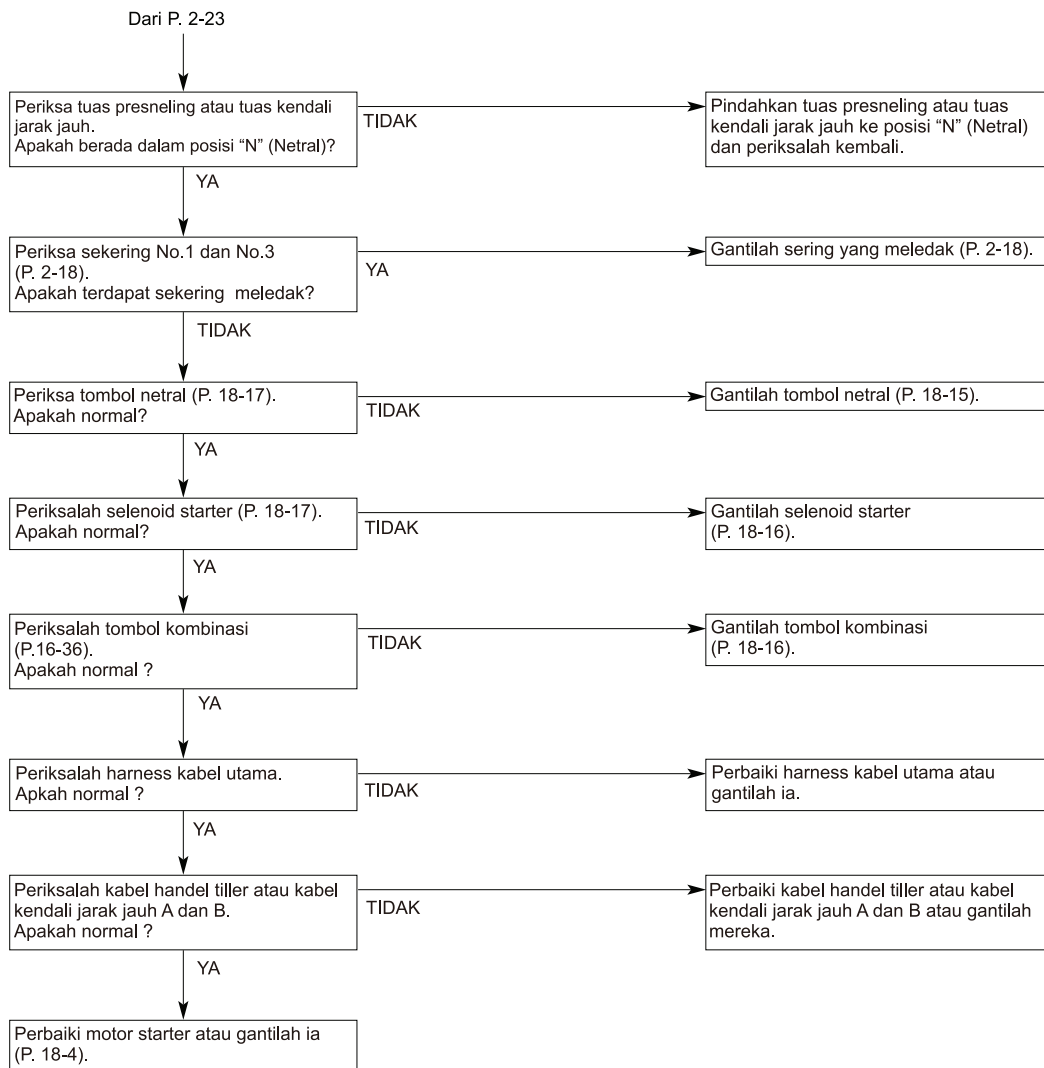 Dari P. 2-23
Periksa tuas presneling atau tuas kendali
jarak jauh.
Apakah berada dalam posisi “N” (Netral)?
TIDAK
Pindahkan tuas presneling atau tuas
kendali jarak jauh ke posisi “N” (Netral)
dan periksalah kembali.
YA
Periksa sekering No.1 dan No.3
(P. 2-18).
Apakah terdapat sekering meledak?
YA
Gantilah sering yang meledak (P. 2-18).
TIDAK
Periksa tombol netral (P. 18-17).
Apakah normal?
TIDAK
Gantilah tombol netral (P. 18-15).
YA
Periksalah selenoid starter (P. 18-17).
Apakah normal?
TIDAK
Gantilah selenoid starter
(P. 18-16).
YA
Periksalah tombol kombinasi
(P.16-36).
Apakah normal ?
TIDAK
Gantilah tombol kombinasi
(P. 18-16).
YA
Periksalah harness kabel utama.
Apkah normal ?
TIDAK
Perbaiki harness kabel utama atau
gantilah ia.
YA
Periksalah kabel handel tiller atau kabel
kendali jarak jauh A dan B.
Apakah normal ?
TIDAK
Perbaiki kabel handel tiller atau kabel
kendali jarak jauh A dan B atau gantilah
mereka.
YA
Perbaiki motor starter atau gantilah ia
(P. 18-4).